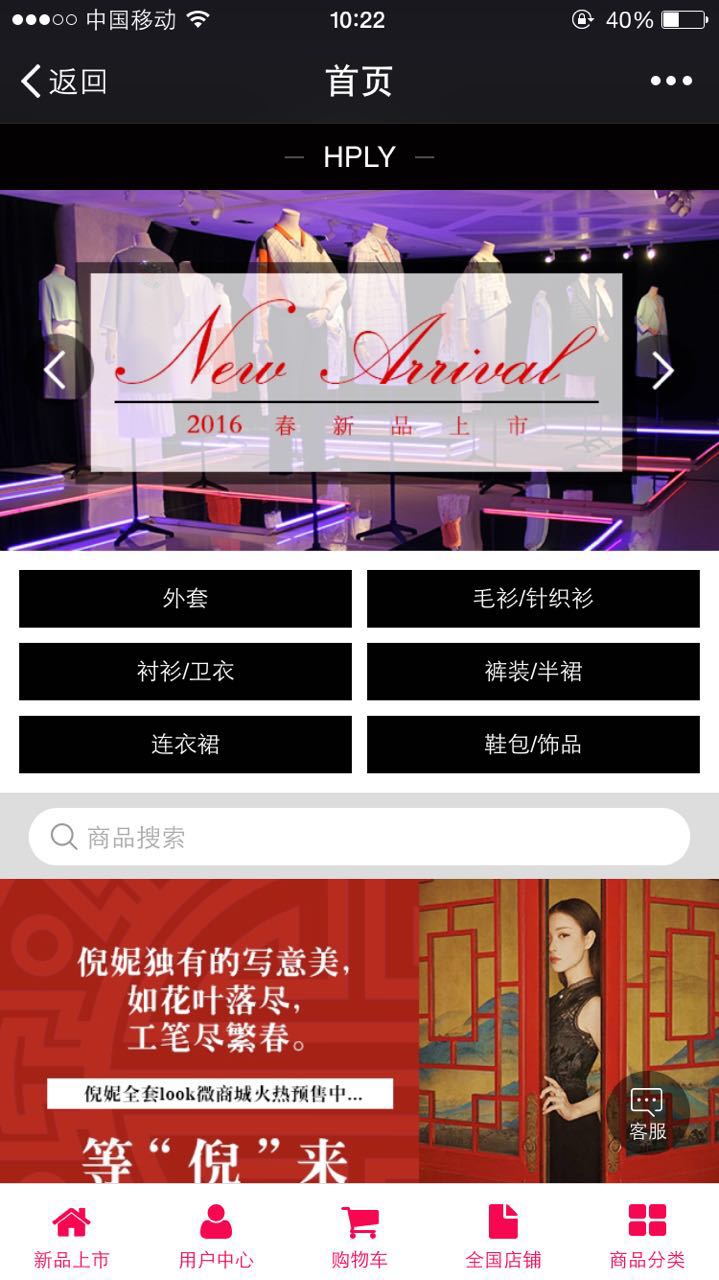 中国移动 10:22 40%
返回 首页
HPLY
New Arrival
2016 春新品上市
外套 毛衫/针织衫
衬衫/卫衣 裤装/半裙
连衣裙 鞋包/饰品
商品搜索
倪妮独有的写意美，
如花叶落尽，
工笔尽繁春。
倪妮全套look微商城火热预售中...
等“倪”来
客服
新品上市 用户中心 购物车 全国店铺 商品分类